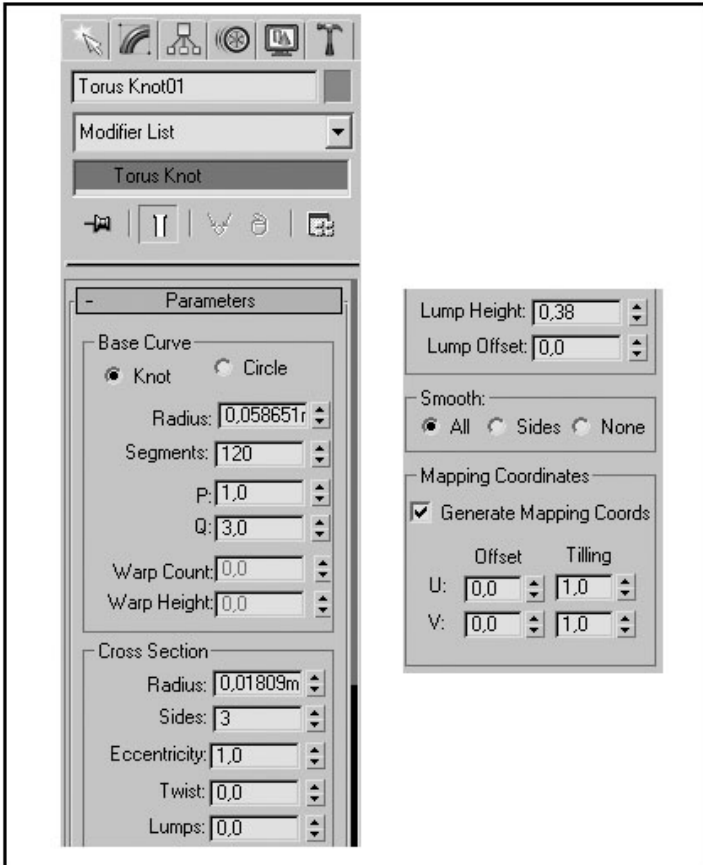 Torus Knot01
Modifier List
Torus Knot
- Parameters
Base Curve
Knot Circle
Radius: 0,058651r
Segments: 120
P: 1,0
Q: 3,0
Warp Count: 0,0
Warp Height: 0,0
Cross Section
Radius: 0,01809m
Sides: 3
Eccentricity: 1,0
Twist: 0,0
Lumps: 0,0
Lump Height: 0,38
Lump Offset: 0,0
Smooth:
All Sides None
Mapping Coordinates
Generate Mapping Coords
Offset Tilling
U: 0,0 1,0
V: 0,0 1,0